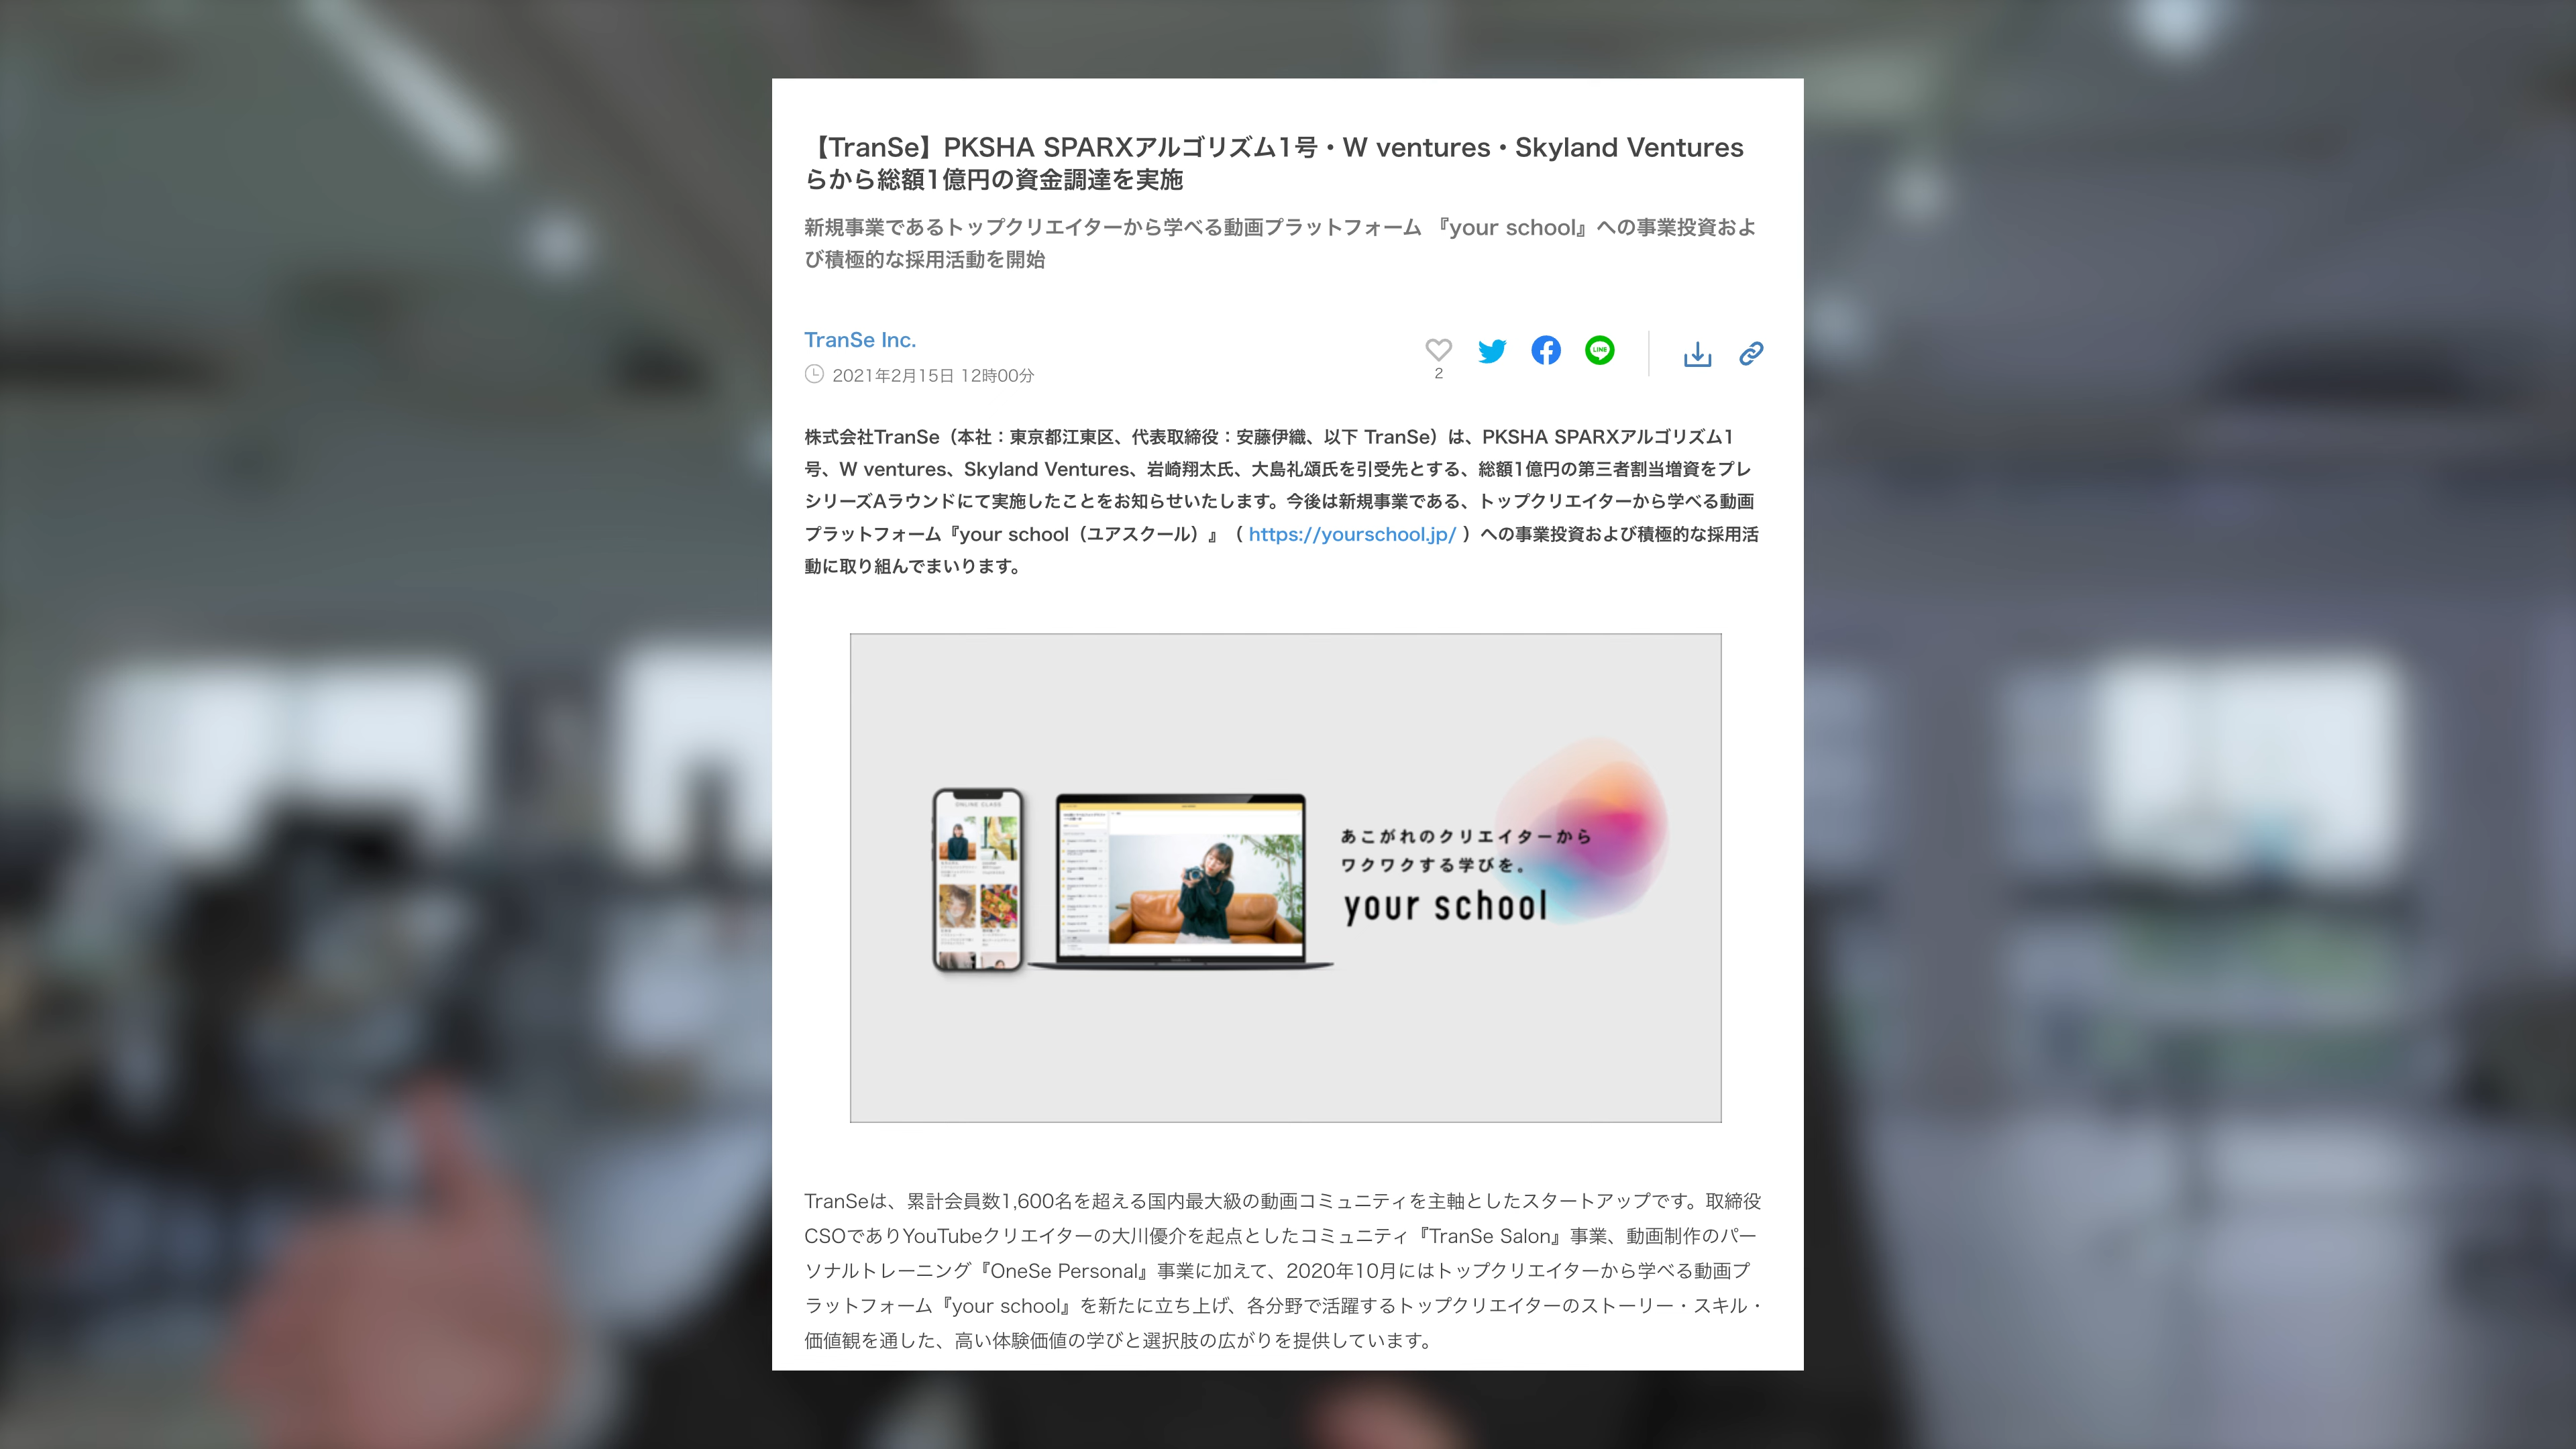 【TranSe】PKSHA SPARXアルゴリズム1号・W ventures・Skyland Ventures
らから総額1億円の資金調達を実施
新規事業であるトップクリエイターから学べる動画プラットフォーム 『your school』への事業投資およ
び積極的な採用活動を開始
TranSe Inc.
2021年2月15日 12時00分
2
LINE
株式会社TranSe（本社：東京都江東区、代表取締役：安藤伊織、以下 TranSe）は、PKSHA SPARXアルゴリズム1
号、W ventures、Skyland Ventures、岩崎翔太氏、大島礼頌氏を引受先とする、総額1億円の第三者割当増資をプレ
シリーズAラウンドにて実施したことをお知らせいたします。今後は新規事業である、トップクリエイターから学べる動画
プラットフォーム『your school（ユアスクール）』（ https://yourschool.jp/ ）への事業投資および積極的な採用活
動に取り組んでまいります。
ONLINE CLASS
あこがれのクリエイターから
ワクワクする学びを。
your school
TranSeは、累計会員数1,600名を超える国内最大級の動画コミュニティを主軸としたスタートアップです。取締役
CSOでありYouTubeクリエイターの大川優介を起点としたコミュニティ『TranSe Salon』事業、動画制作のパー
ソナルトレーニング『OneSe Personal』事業に加えて、2020年10月にはトップクリエイターから学べる動画プ
ラットフォーム『your school』を新たに立ち上げ、各分野で活躍するトップクリエイターのストーリー・スキル・
価値観を通した、高い体験価値の学びと選択肢の広がりを提供しています。